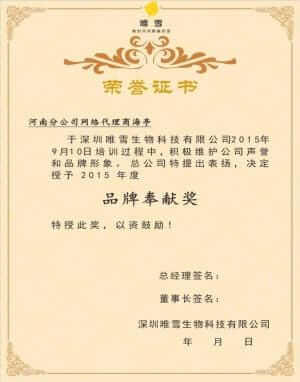 唯雪
荣誉证书
河南分公司网络代理商海亭
于深圳唯雪生物科技有限公司2015年
9月10日培训过程中，积极维护公司声誉
和品牌形象。总公司特提出表扬，决定
授予 2015 年度
品牌奉献奖
特授此奖，以资鼓励！
总经理签名：
董事长签名：
深圳唯雪生物科技有限公司
年 月 日